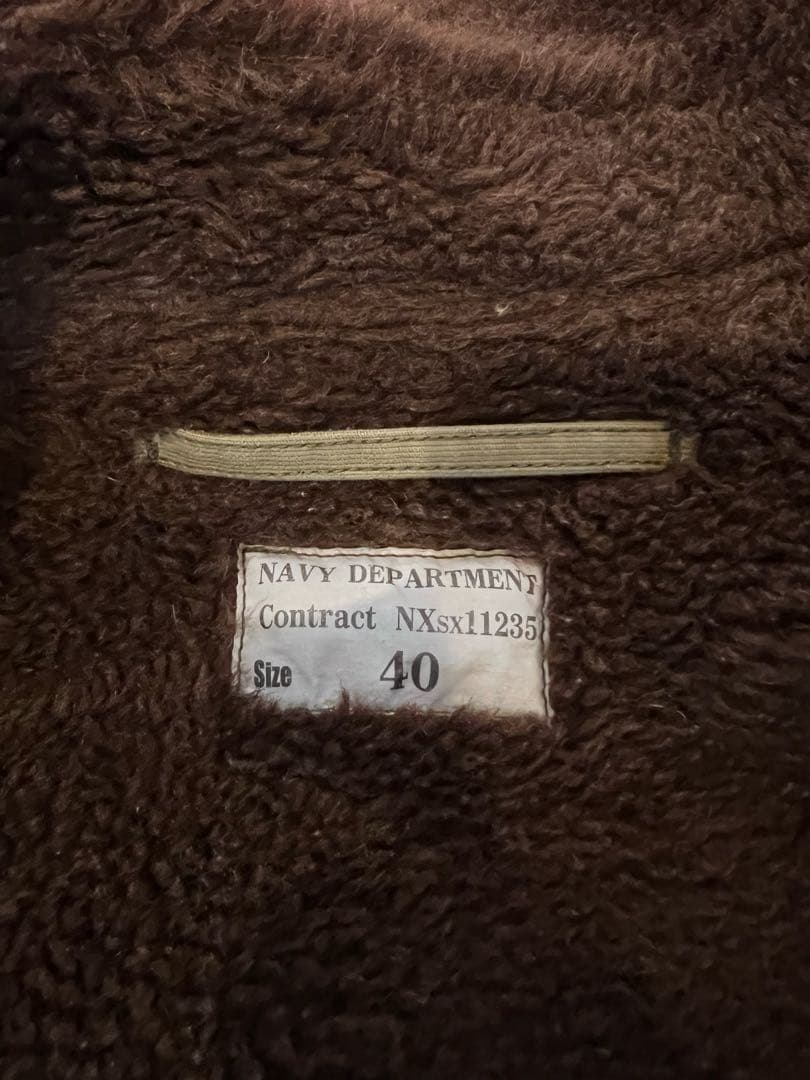 NAVY DEPARTMENT
Contract NXsx11235
Size 40